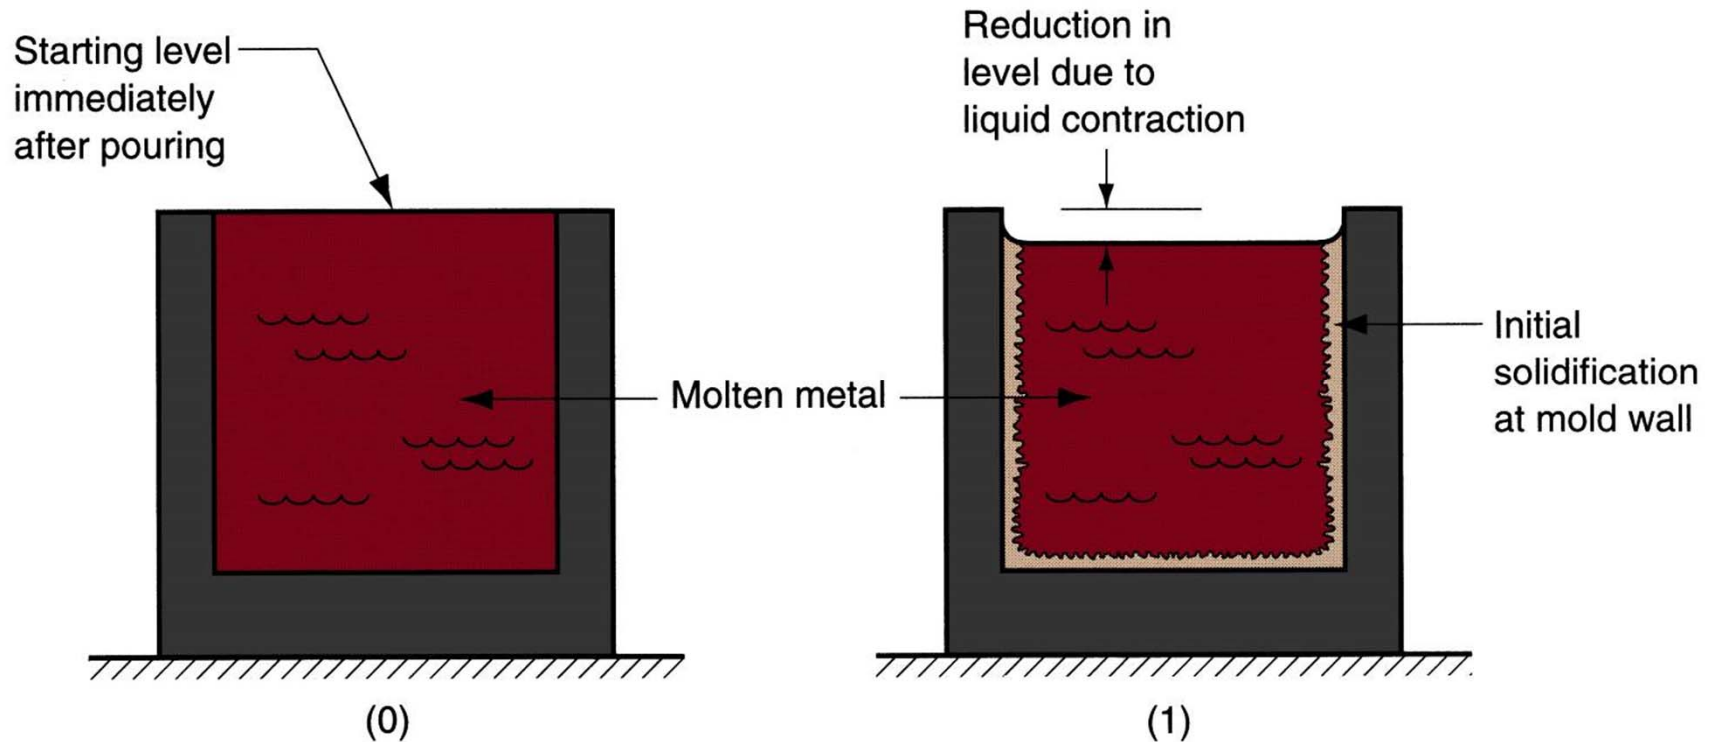 Starting level
immediately
after pouring
Reduction in
level due to
liquid contraction
Molten metal
Initial
solidification
at mold wall
(0)
(1)